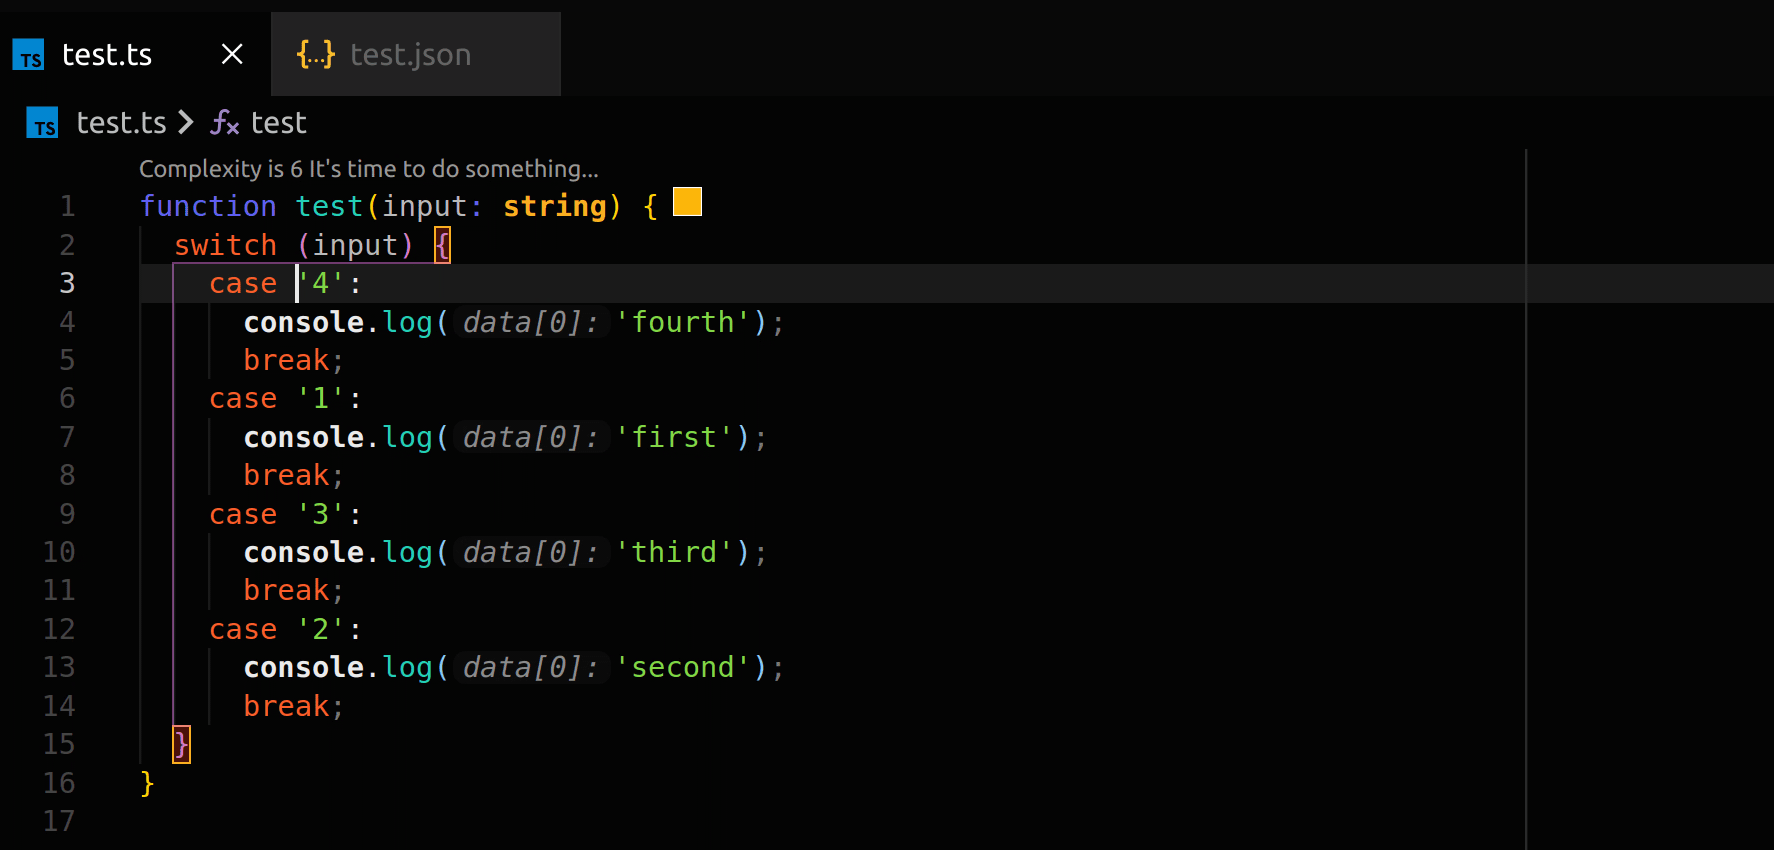 TS test.ts {..} test.json
TS test.ts > fx test
Complexity is 6 It's time to do something...
1 function test(input: string) {
2   switch (input) {
3     case '4':
4       console.log(data[0]: 'fourth');
5       break;
6     case '1':
7       console.log(data[0]: 'first');
8       break;
9     case '3':
10       console.log(data[0]: 'third');
11       break;
12     case '2':
13       console.log(data[0]: 'second');
14       break;
15   }
16 }
17